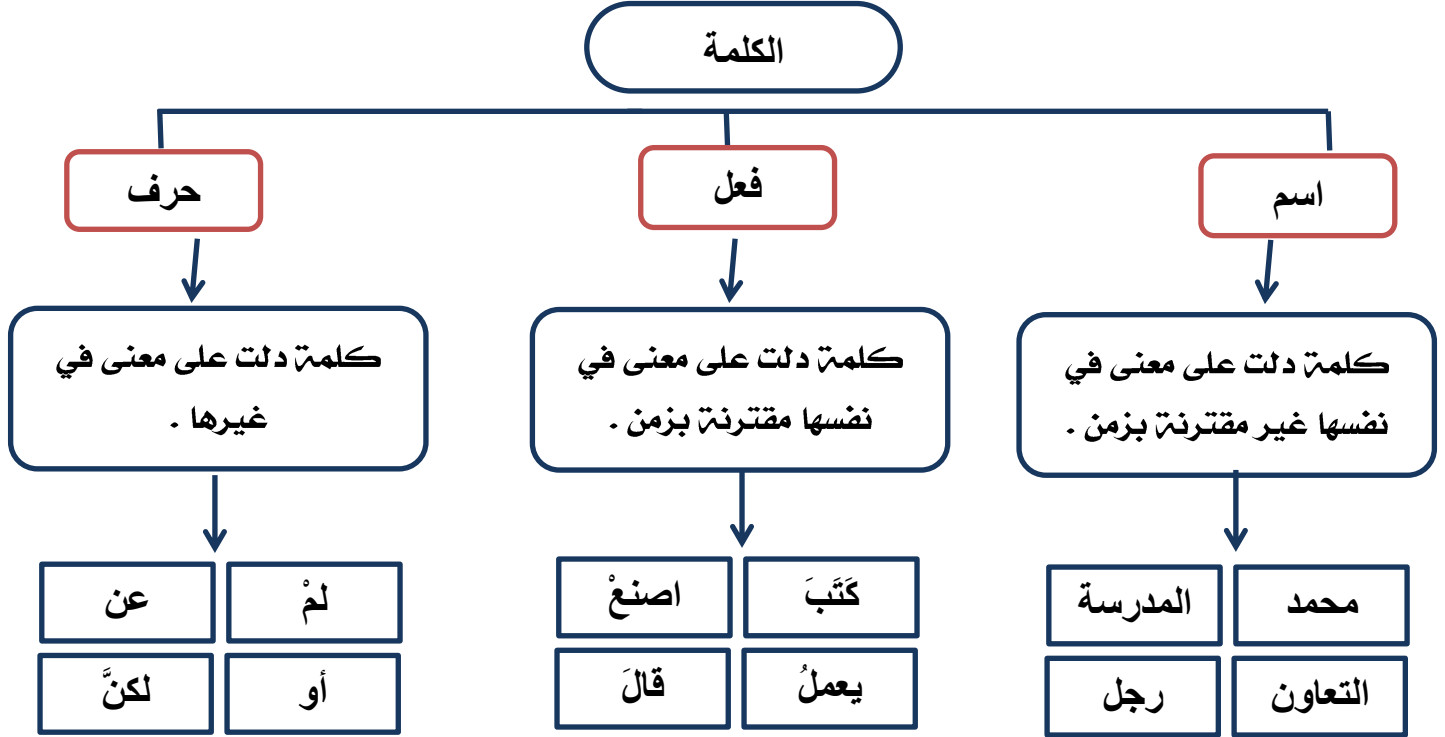 الكلمة
اسم
فعل
حرف
كلمة دلت على معنى في
نفسها غير مقترنة بزمن .
كلمة دلت على معنى في
نفسها مقترنة بزمن .
كلمة دلت على معنى في
غيرها .
محمد
المدرسة
التعاون
رجل
كَتَبَ
اصنعْ
يعملُ
قالَ
لمْ
عن
أو
لكنَّ